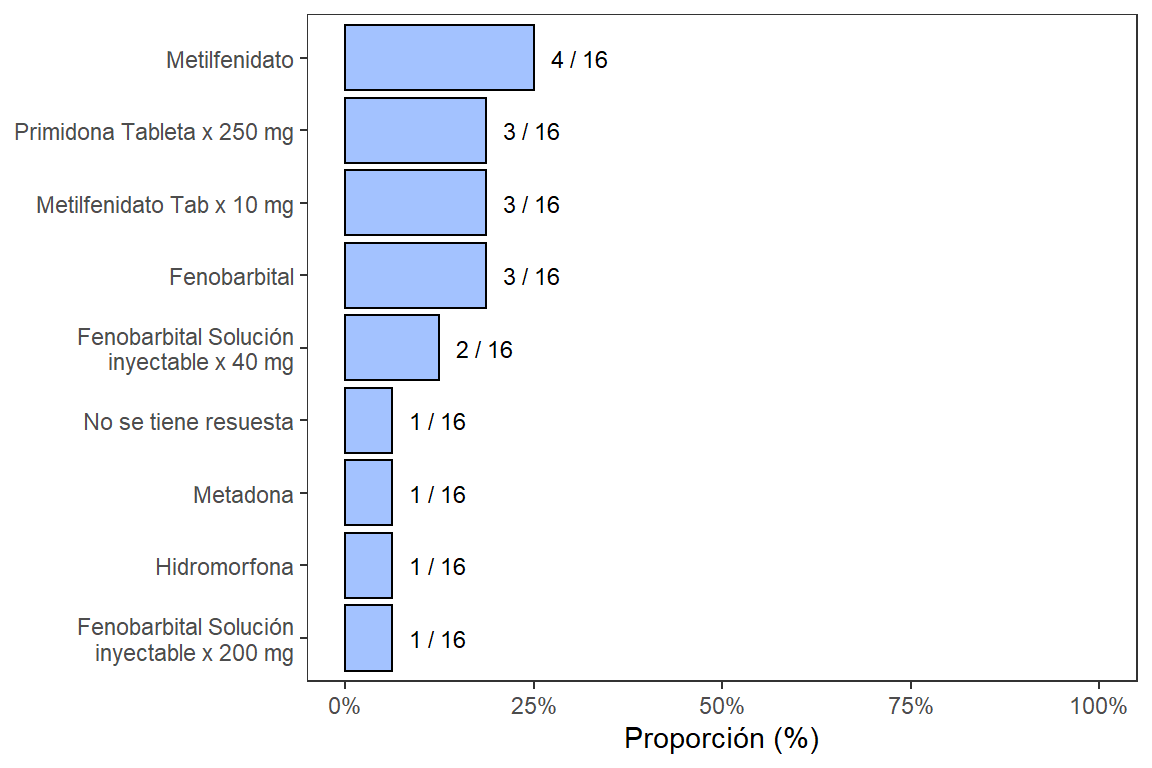 Metilfenidato
4 / 16
Primidona Tableta x 250 mg
3 / 16
Metilfenidato Tab x 10 mg
3 / 16
Fenobarbital
3 / 16
Fenobarbital Solución
inyectable x 40 mg
2 / 16
No se tiene resuesta
1 / 16
Metadona
1 / 16
Hidromorfona
1 / 16
Fenobarbital Solución
inyectable x 200 mg
1 / 16
0% 25% 50% 75% 100%
Proporción (%)